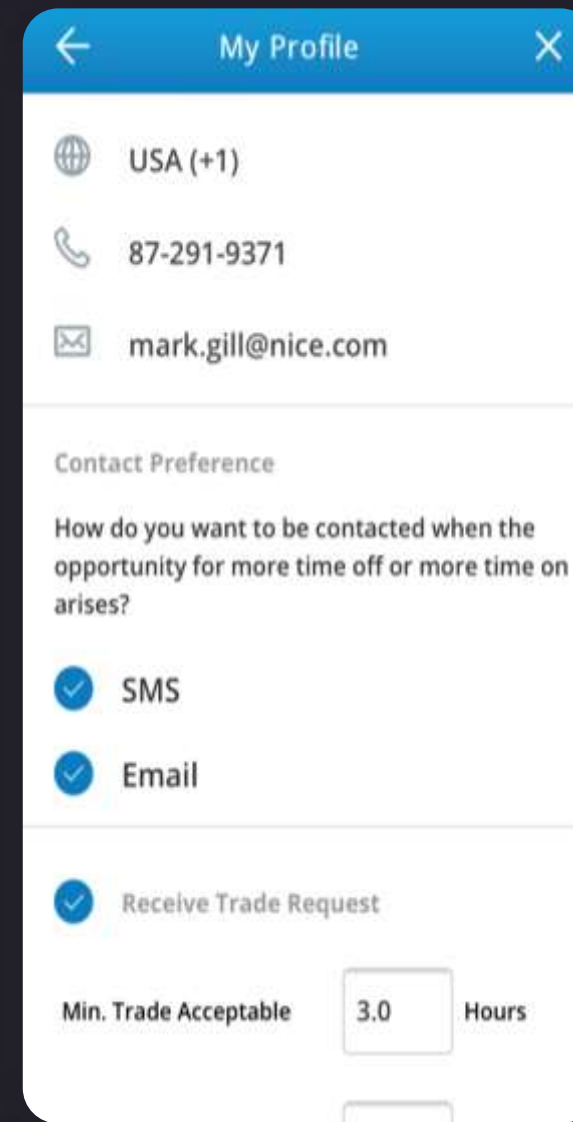 My Profile
USA (+1)
87-291-9371
mark.gill@nice.com
Contact Preference
How do you want to be contacted when the
opportunity for more time off or more time on
arises?
SMS
Email
Receive Trade Request
Min. Trade Acceptable 3.0 Hours